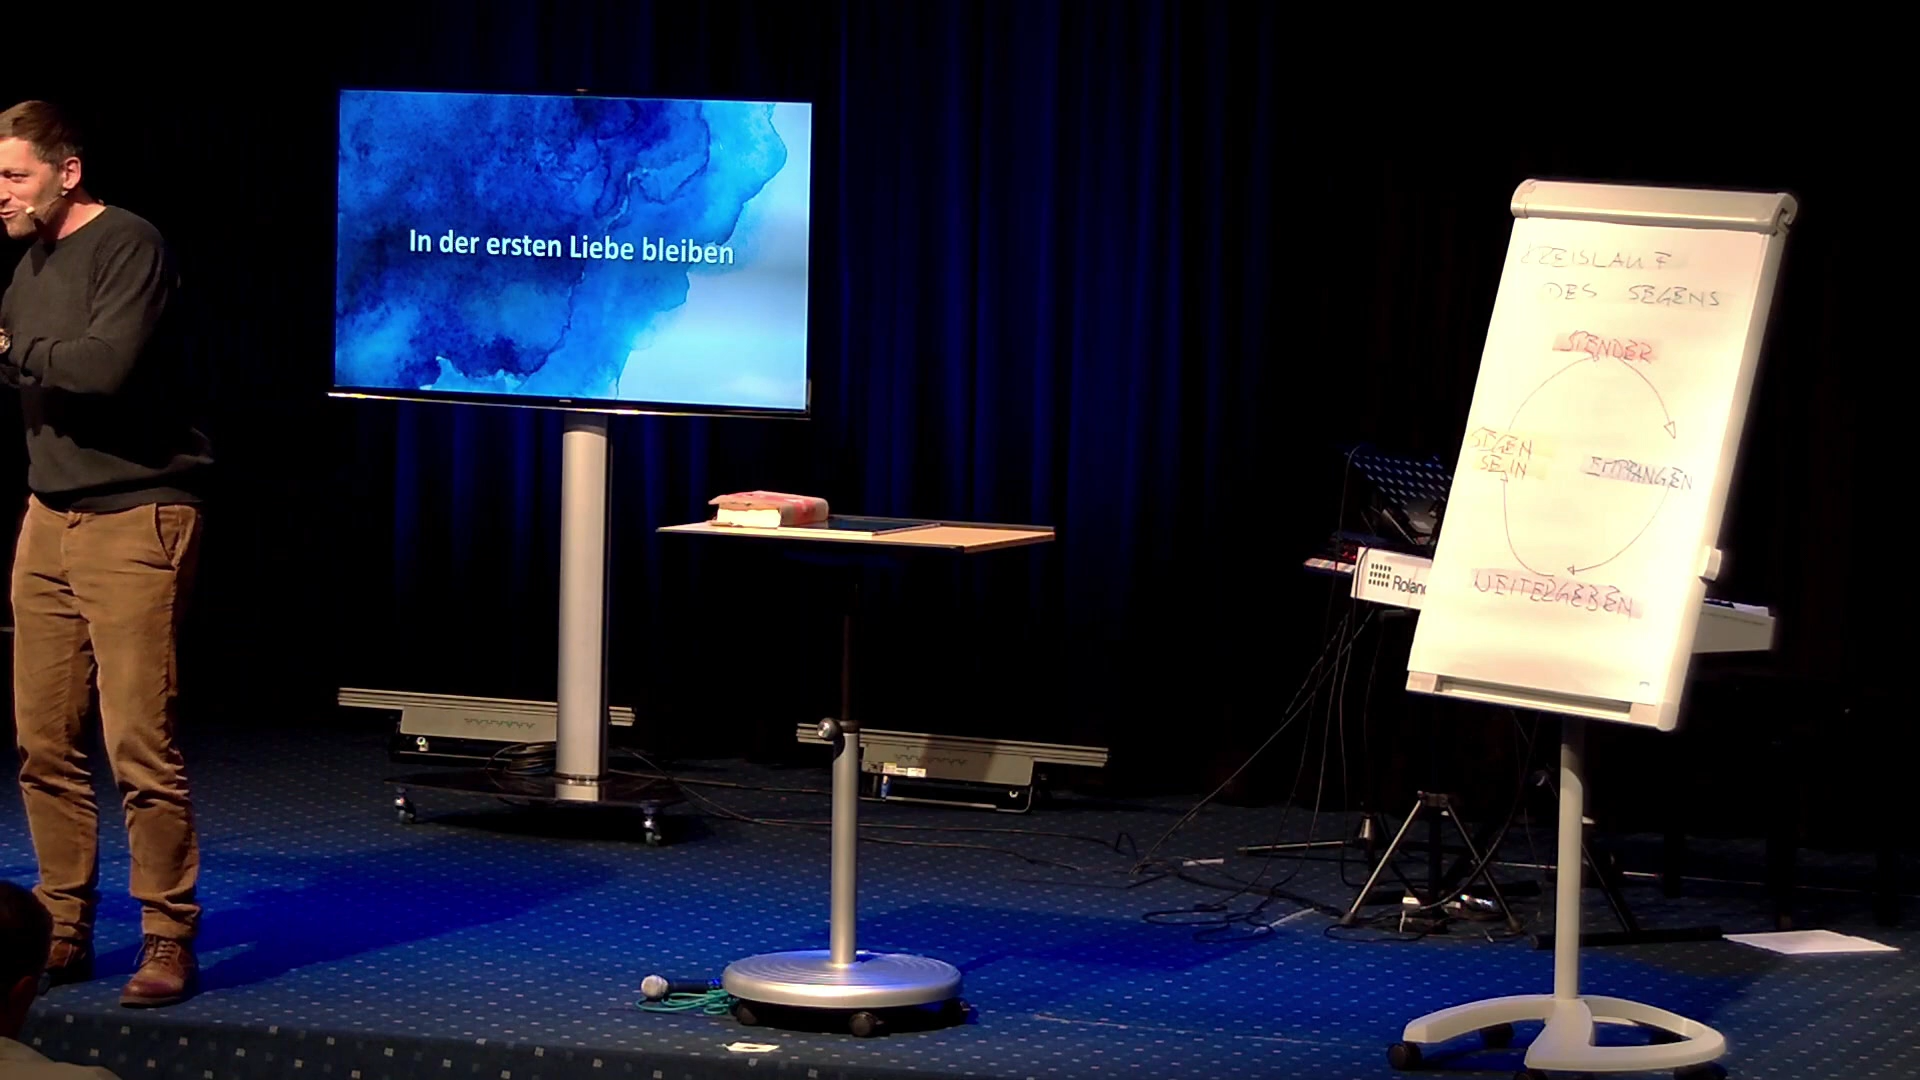 In der ersten Liebe bleiben
KREISLAUF
DES SEGENS
SPENDER
SEGEN
SEIN
EMPFANGEN
WEITERGEBEN
Roland